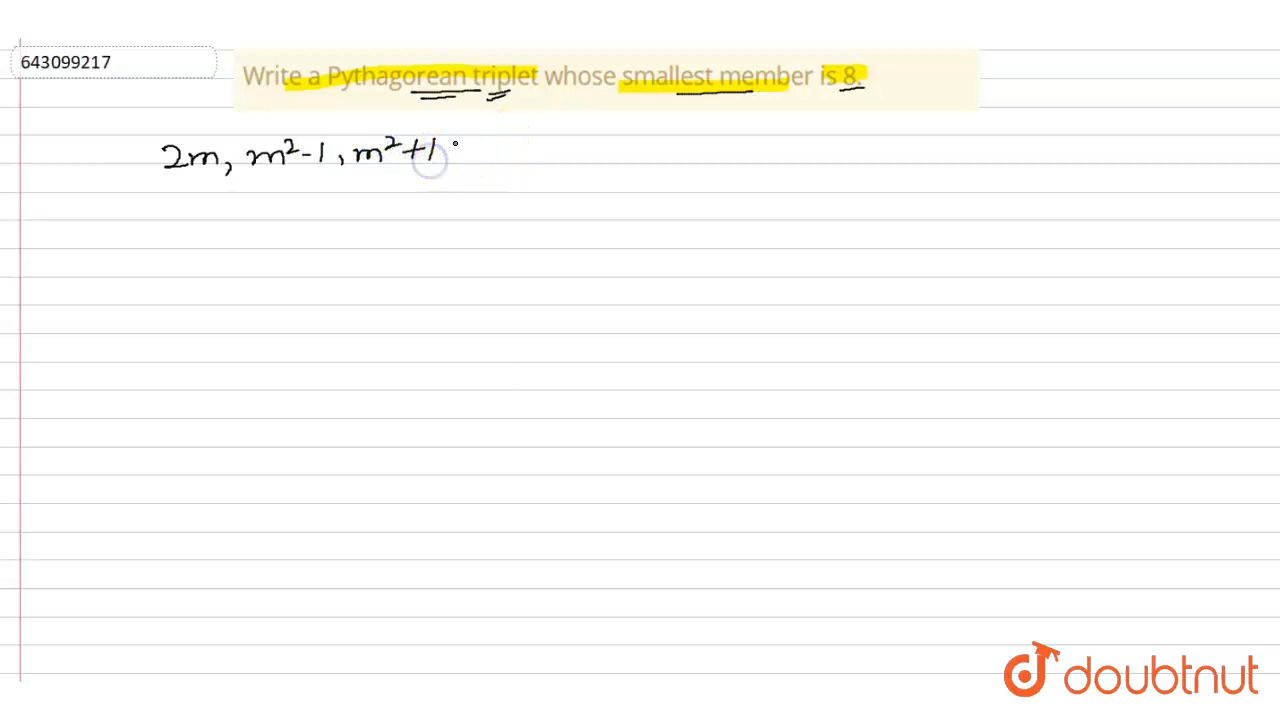 643099217
Write a Pythagorean triplet whose smallest member is 8.
2m, m²-1, m²+1
doubtnut